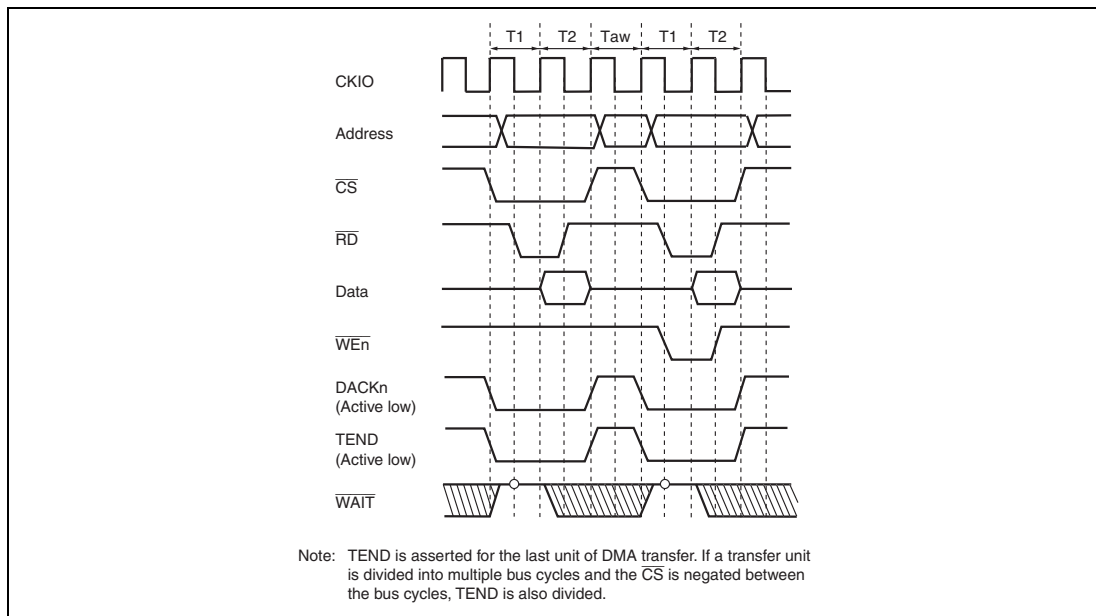 T1 T2 Taw T1 T2
CKIO
Address
CS
RD
Data
WEn
DACKn
(Active low)
TEND
(Active low)
WAIT
Note: TEND is asserted for the last unit of DMA transfer. If a transfer unit
is divided into multiple bus cycles and the CS is negated between
the bus cycles, TEND is also divided.